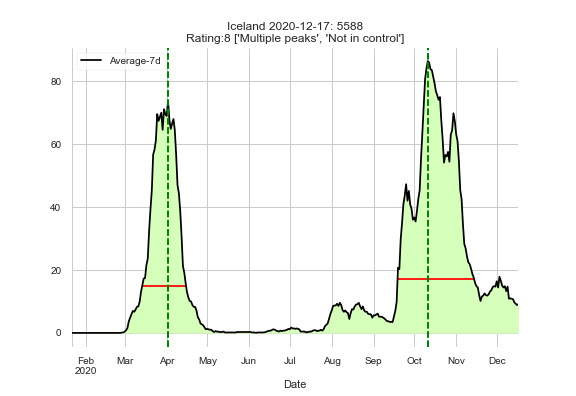 Iceland 2020-12-17: 5588
Rating:8 ['Multiple peaks', 'Not in control']
Average-7d
80
60
40
20
0
Feb Mar Apr May Jun Jul Aug Sep Oct Nov Dec
2020
Date